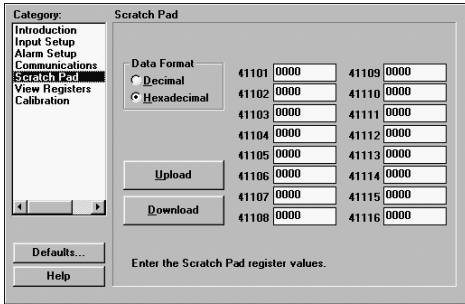 Category:
Introduction
Input Setup
Alarm Setup
Communications
Scratch Pad
View Registers
Calibration
Defaults...
Help
Scratch Pad
Data Format
Decimal
Hexadecimal
Upload
Download
41101 0000
41102 0000
41103 0000
41104 0000
41105 0000
41106 0000
41107 0000
41108 0000
41109 0000
41110 0000
41111 0000
41112 0000
41113 0000
41114 0000
41115 0000
41116 0000
Enter the Scratch Pad register values.